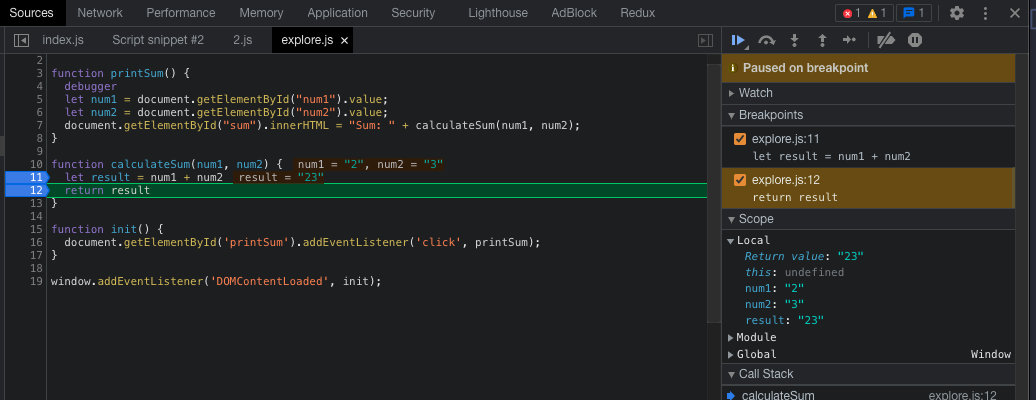 Sources Network Performance Memory Application Security Lighthouse AdBlock Redux 1 1 1
index.js Script snippet #2 2.js explore.js
2
3 function printSum() {
4 debugger
5 let num1 = document.getElementById("num1").value;
6 let num2 = document.getElementById("num2").value;
7 document.getElementById("sum").innerHTML = "Sum: " + calculateSum(num1, num2);
8 }
9
10 function calculateSum(num1, num2) { num1 = "2", num2 = "3"
11 let result = num1 + num2 result = "23"
12 return result
13 }
14
15 function init() {
16 document.getElementById('printSum').addEventListener('click', printSum);
17 }
18
19 window.addEventListener('DOMContentLoaded', init);
Paused on breakpoint
Watch
Breakpoints
explore.js:11
let result = num1 + num2
explore.js:12
return result
Scope
Local
Return value: "23"
this: undefined
num1: "2"
num2: "3"
result: "23"
Module
Global Window
Call Stack
calculateSum explore.js:12